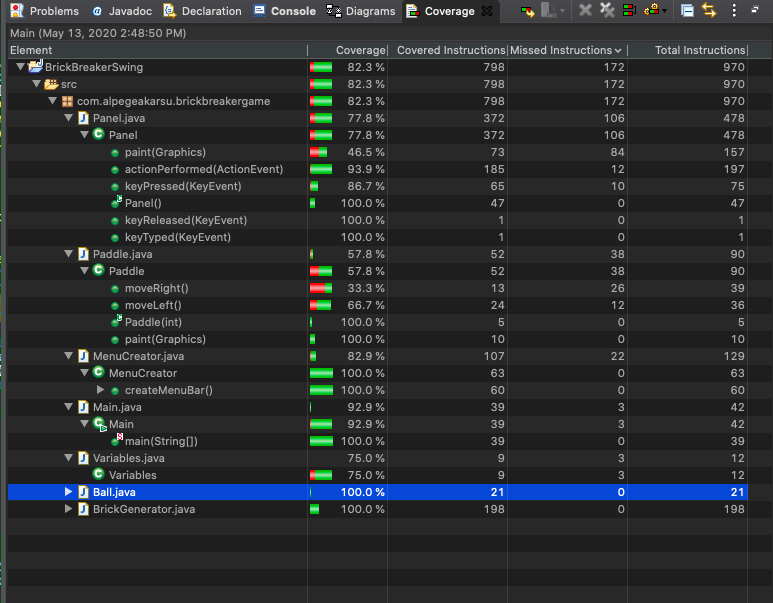 Problems Javadoc Declaration Console Diagrams Coverage
Main (May 13, 2020 2:48:50 PM)
Element Coverage Covered Instructions Missed Instructions Total Instructions
BrickBreakerSwing 82.3 % 798 172 970
src 82.3 % 798 172 970
com.alpegeakarsu.brickbreakergame 82.3 % 798 172 970
Panel.java 77.8 % 372 106 478
Panel 77.8 % 372 106 478
paint(Graphics) 46.5 % 73 84 157
actionPerformed(ActionEvent) 93.9 % 185 12 197
keyPressed(KeyEvent) 86.7 % 65 10 75
Panel() 100.0 % 47 0 47
keyReleased(KeyEvent) 100.0 % 1 0 1
keyTyped(KeyEvent) 100.0 % 1 0 1
Paddle.java 57.8 % 52 38 90
Paddle 57.8 % 52 38 90
moveRight() 33.3 % 13 26 39
moveLeft() 66.7 % 24 12 36
Paddle(int) 100.0 % 5 0 5
paint(Graphics) 100.0 % 10 0 10
MenuCreator.java 82.9 % 107 22 129
MenuCreator 100.0 % 63 0 63
createMenuBar() 100.0 % 60 0 60
Main.java 92.9 % 39 3 42
Main 92.9 % 39 3 42
main(String[]) 100.0 % 39 0 39
Variables.java 75.0 % 9 3 12
Variables 75.0 % 9 3 12
Ball.java 100.0 % 21 0 21
BrickGenerator.java 100.0 % 198 0 198